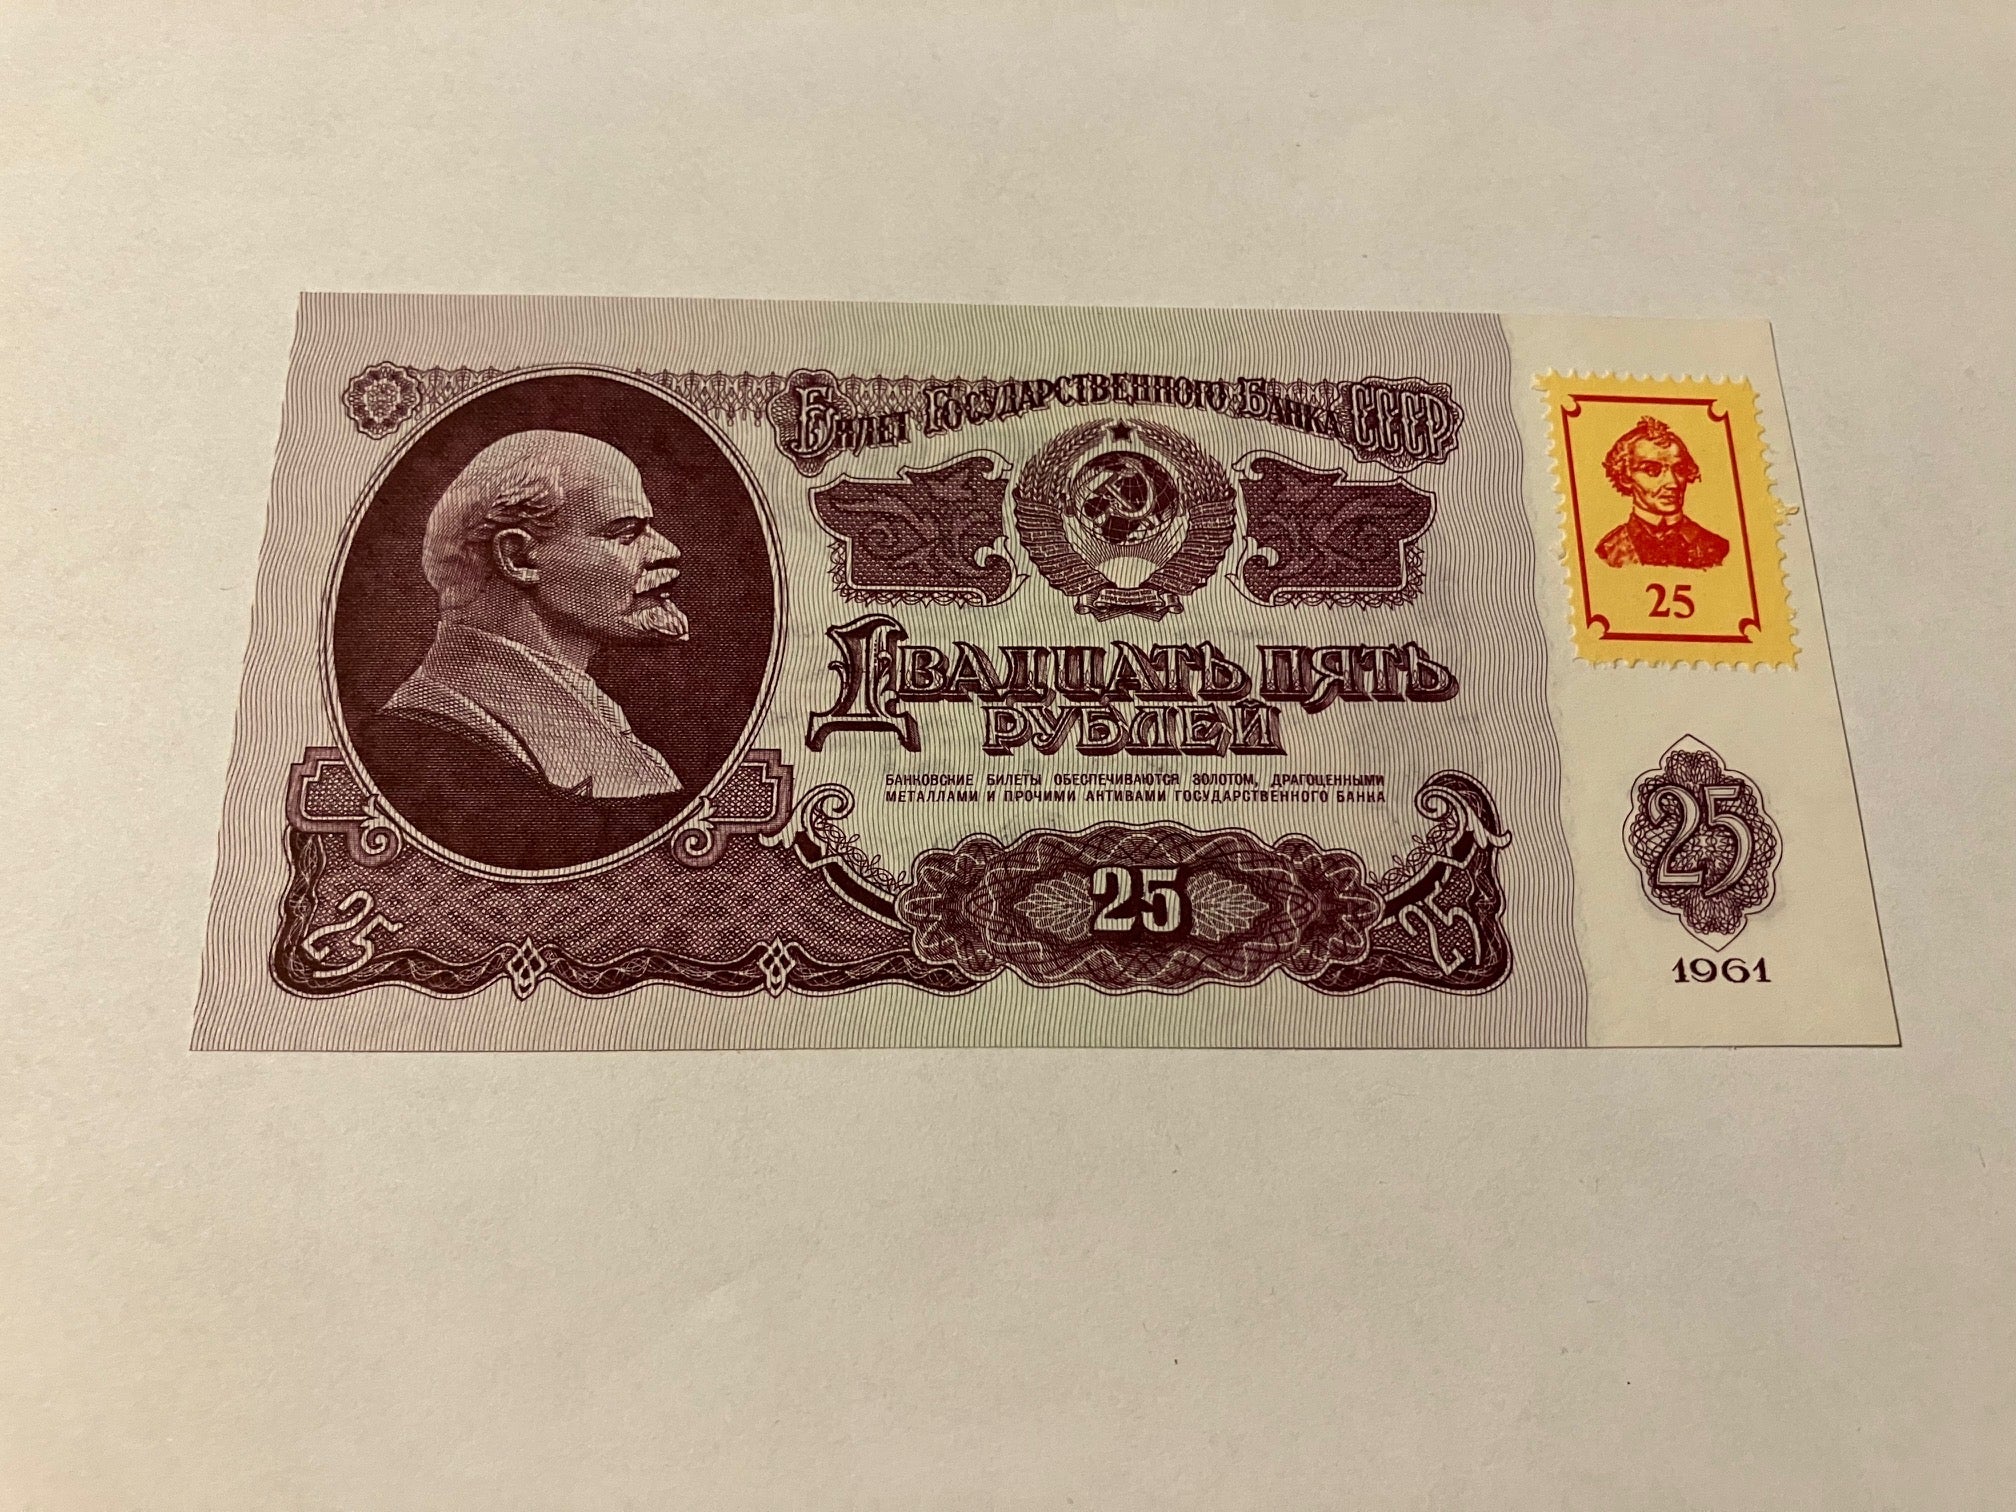 Билет Государственного Банка СССР
25
Двадцать пять
рублей
БАНКОВСКИЕ БИЛЕТЫ ОБЕСПЕЧИВАЮТСЯ ЗОЛОТОМ, ДРАГОЦЕННЫМИ
МЕТАЛЛАМИ И ПРОЧИМИ АКТИВАМИ ГОСУДАРСТВЕННОГО БАНКА
25
25
25
25
1961